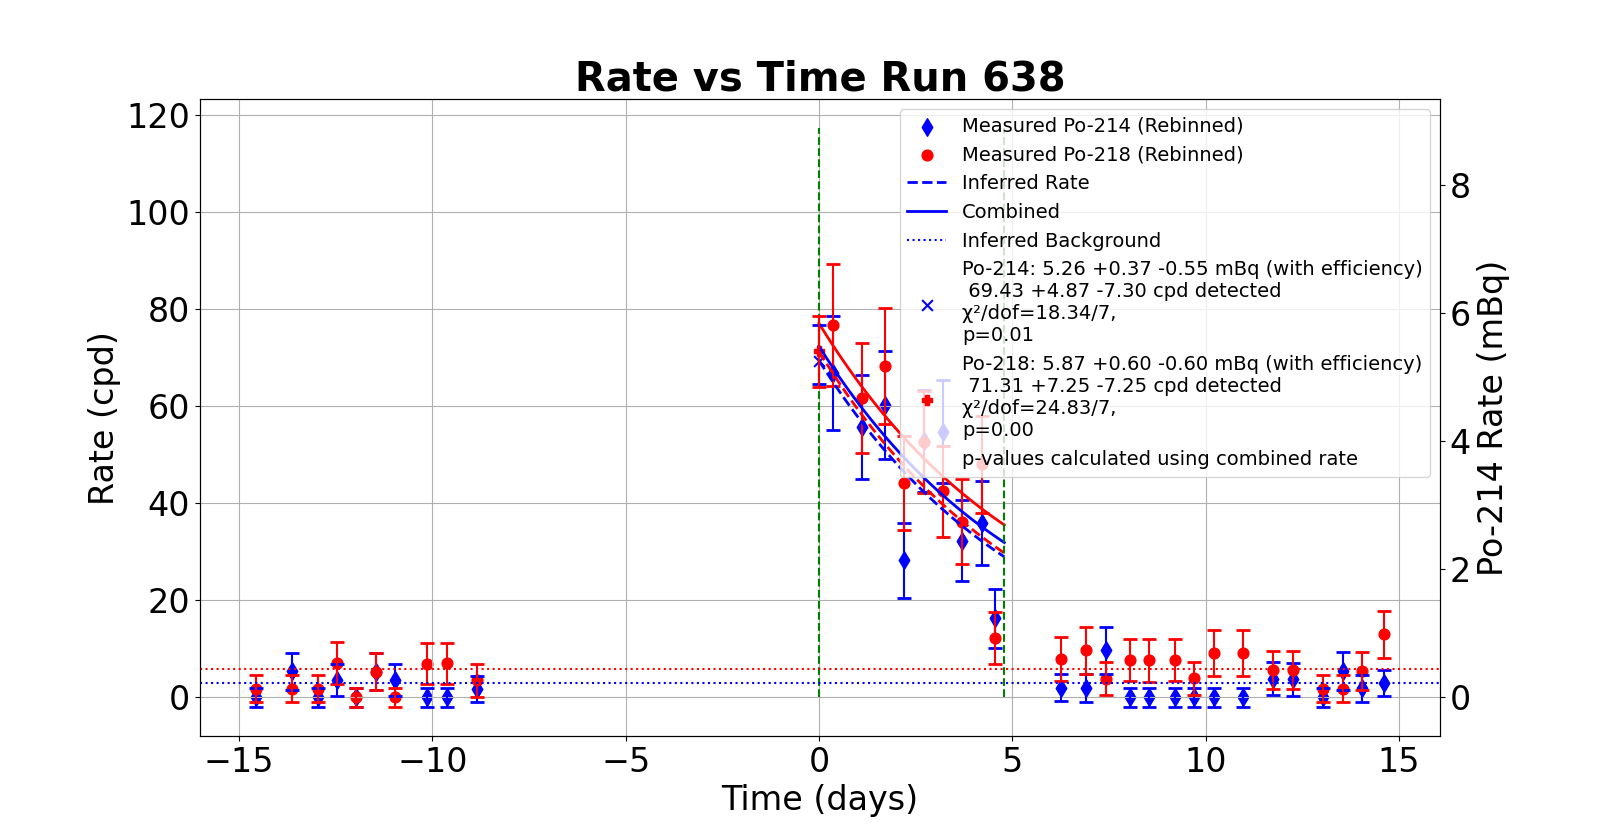 Rate vs Time Run 638
120
100
80
60
40
20
0
Rate (cpd)
Measured Po-214 (Rebinned)
Measured Po-218 (Rebinned)
Inferred Rate
Combined
Inferred Background
Po-214: 5.26 +0.37 -0.55 mBq (with efficiency)
69.43 +4.87 -7.30 cpd detected
χ²/dof=18.34/7,
p=0.01
Po-218: 5.87 +0.60 -0.60 mBq (with efficiency)
71.31 +7.25 -7.25 cpd detected
χ²/dof=24.83/7,
p=0.00
p-values calculated using combined rate
8
6
4
2
0
Po-214 Rate (mBq)
−15 −10 −5 0 5 10 15
Time (days)